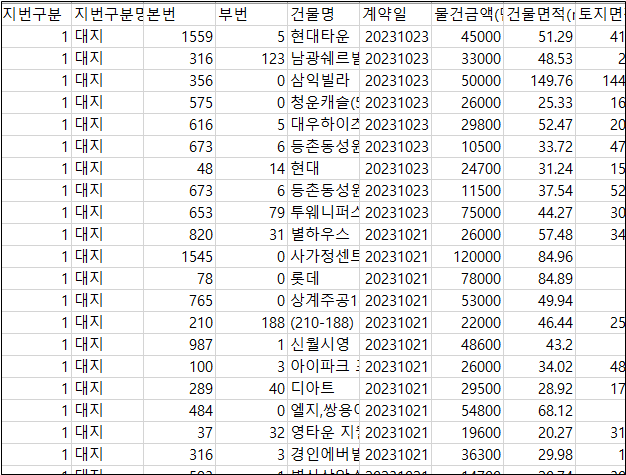 지번구분 지번구분명 본번 부번 건물명 계약일 물건금액( 건물면적( 토지면
1 대지 1559 5 현대타운 20231023 45000 51.29 41
1 대지 316 123 남광쉐르빌 20231023 33000 48.53 2
1 대지 356 0 삼익빌라 20231023 50000 149.76 144
1 대지 575 0 청운캐슬(5 20231023 26000 25.33 16
1 대지 616 5 대우하이츠 20231023 29800 52.47 20
1 대지 673 6 등촌동성원 20231023 10500 33.72 47
1 대지 48 14 현대 20231023 24700 31.24 15
1 대지 673 6 등촌동성원 20231023 11500 37.54 52
1 대지 653 79 투웨니퍼스 20231023 75000 44.27 30
1 대지 820 31 별하우스 20231021 26000 57.48 34
1 대지 1545 0 사가정센트 20231021 120000 84.96
1 대지 78 0 롯데 20231021 78000 84.89
1 대지 765 0 상계주공1 20231021 53000 49.94
1 대지 210 188 (210-188) 20231021 22000 46.44 25
1 대지 987 1 신월시영 20231021 48600 43.2
1 대지 100 3 아이파크 20231021 26000 34.02 48
1 대지 289 40 디아트 20231021 29500 28.92 17
1 대지 484 0 엘지,쌍용아 20231021 54800 68.12
1 대지 37 32 영타운 지웰 20231021 19600 20.27 31
1 대지 316 3 경인에버빌 20231021 36300 29.98 1